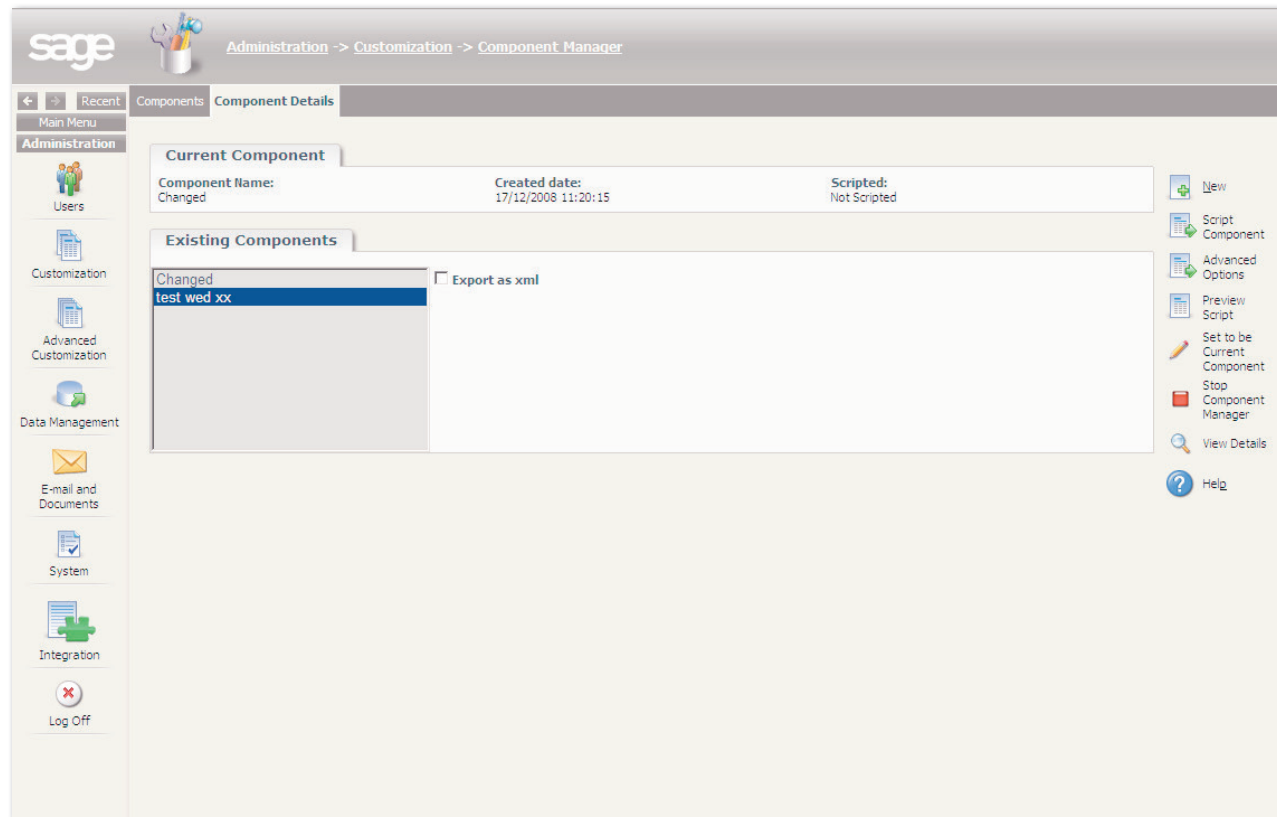 sage
Administration -> Customization -> Component Manager
Recent
Components
Component Details
Main Menu
Administration
Users
Customization
Advanced
Customization
Data Management
E-mail and
Documents
System
Integration
Log Off
Current Component
Component Name:
Changed
Created date:
17/12/2008 11:20:15
Scripted:
Not Scripted
Existing Components
Changed
test wed xx
Export as xml
New
Script
Component
Advanced
Options
Preview
Script
Set to be
Current
Component
Stop
Component
Manager
View Details
Help